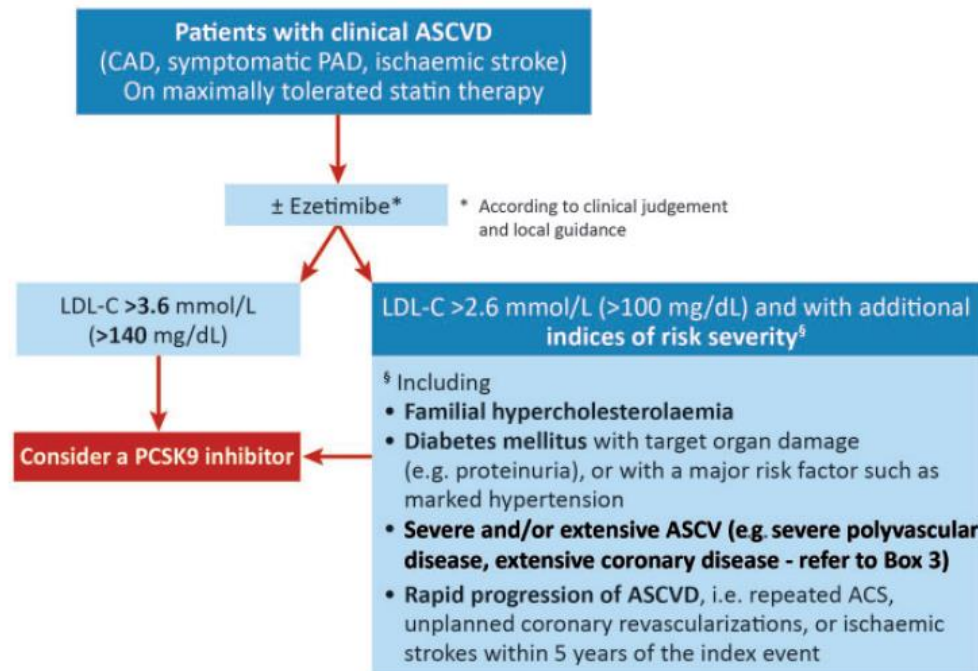 Patients with clinical ASCVD
(CAD, symptomatic PAD, ischaemic stroke)
On maximally tolerated statin therapy
± Ezetimibe*
* According to clinical judgement
and local guidance
LDL-C >3.6 mmol/L
(>140 mg/dL)
LDL-C >2.6 mmol/L (>100 mg/dL) and with additional
indices of risk severity§
Consider a PCSK9 inhibitor
§ Including
• Familial hypercholesterolaemia
• Diabetes mellitus with target organ damage
(e.g. proteinuria), or with a major risk factor such as
marked hypertension
• Severe and/or extensive ASCV (e.g. severe polyvascular
disease, extensive coronary disease - refer to Box 3)
• Rapid progression of ASCVD, i.e. repeated ACS,
unplanned coronary revascularizations, or ischaemic
strokes within 5 years of the index event